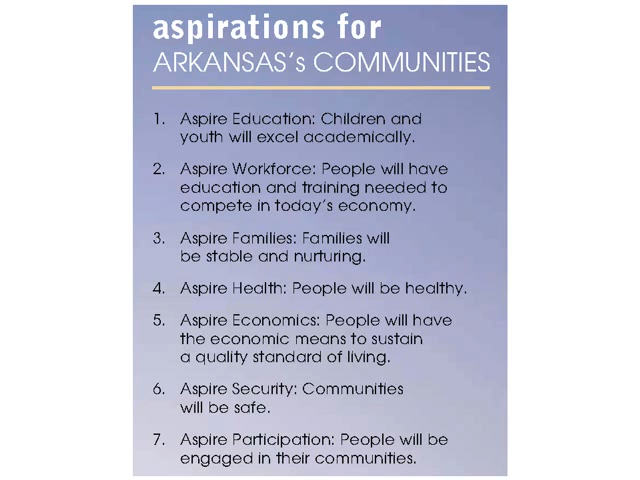 aspirations for
ARKANSAS's COMMUNITIES
1. Aspire Education: Children and
youth will excel academically.
2. Aspire Workforce: People will have
education and training needed to
compete in today's economy.
3. Aspire Families: Families will
be stable and nurturing.
4. Aspire Health: People will be healthy.
5. Aspire Economics: People will have
the economic means to sustain
a quality standard of living.
6. Aspire Security: Communities
will be safe.
7. Aspire Participation: People will be
engaged in their communities.